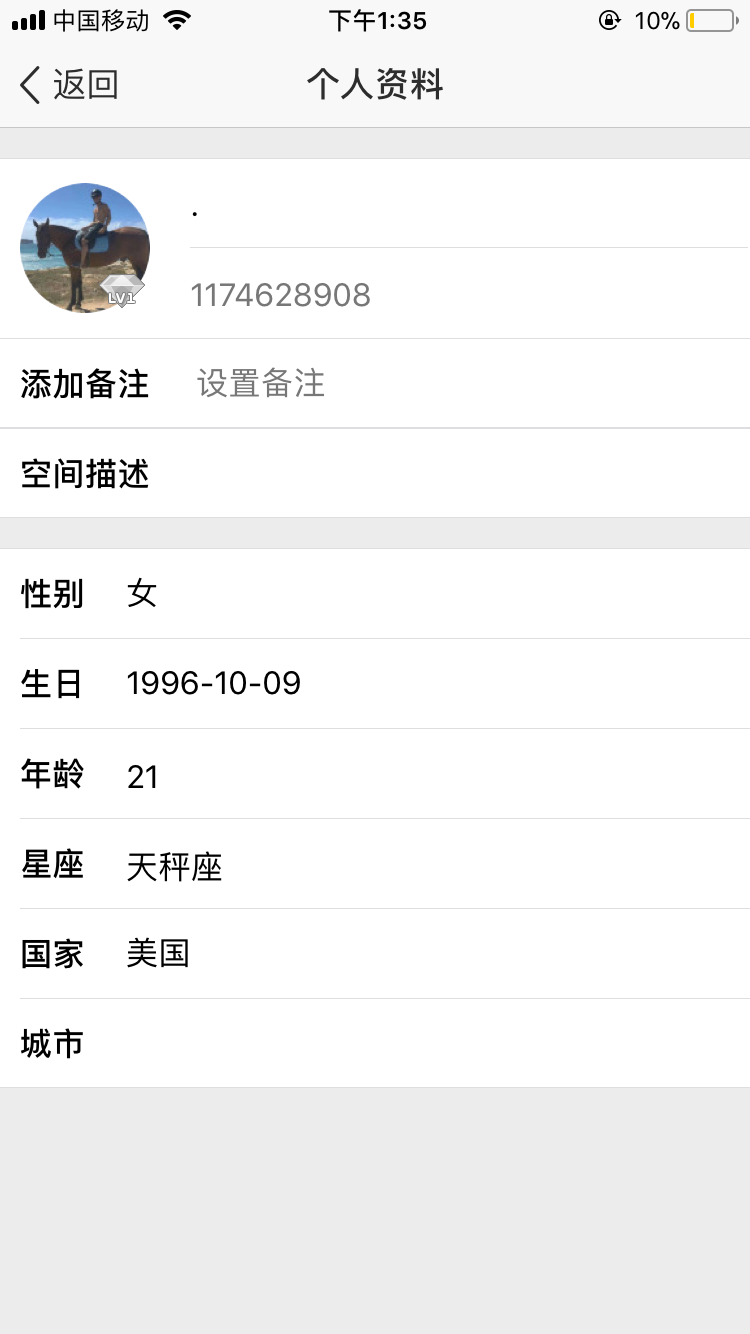 中国移动 下午1:35 10%
返回 个人资料
.
LV1
1174628908
添加备注 设置备注
空间描述
性别 女
生日 1996-10-09
年龄 21
星座 天秤座
国家 美国
城市